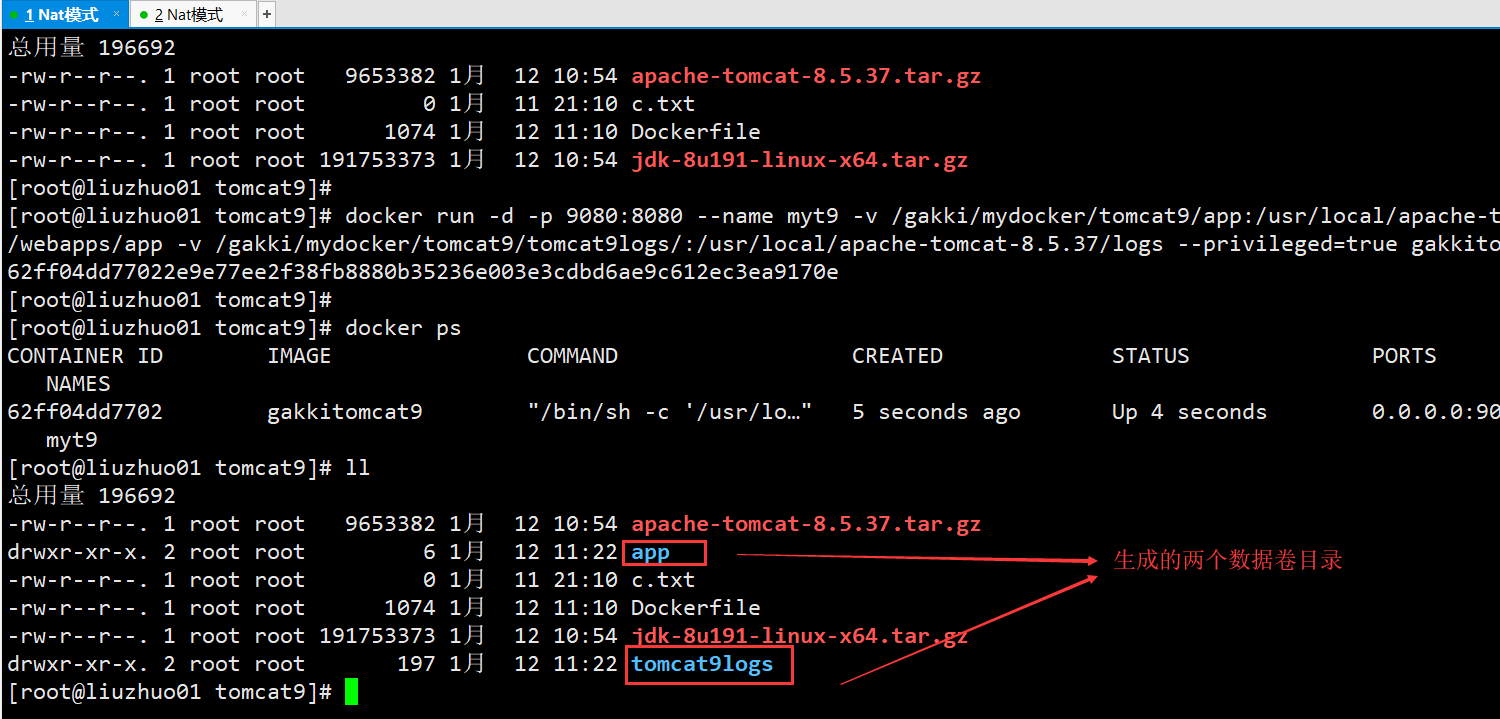 1 Nat模式 × 2 Nat模式 × +
总用量 196692
-rw-r--r--. 1 root root 9653382 1月 12 10:54 apache-tomcat-8.5.37.tar.gz
-rw-r--r--. 1 root root 0 1月 11 21:10 c.txt
-rw-r--r--. 1 root root 1074 1月 12 11:10 Dockerfile
-rw-r--r--. 1 root root 191753373 1月 12 10:54 jdk-8u191-linux-x64.tar.gz
[root@liuzhuo01 tomcat9]#
[root@liuzhuo01 tomcat9]# docker run -d -p 9080:8080 --name myt9 -v /gakki/mydocker/tomcat9/app:/usr/local/apache-t
/webapps/app -v /gakki/mydocker/tomcat9/tomcat9logs/:/usr/local/apache-tomcat-8.5.37/logs --privileged=true gakkito
62ff04dd77022e9e77ee2f38fb8880b35236e003e3cdbd6ae9c612ec3ea9170e
[root@liuzhuo01 tomcat9]#
[root@liuzhuo01 tomcat9]# docker ps
CONTAINER ID IMAGE COMMAND CREATED STATUS PORTS
NAMES
62ff04dd7702 gakkitomcat9 "/bin/sh -c '/usr/lo…" 5 seconds ago Up 4 seconds 0.0.0.0:90
myt9
[root@liuzhuo01 tomcat9]# ll
总用量 196692
-rw-r--r--. 1 root root 9653382 1月 12 10:54 apache-tomcat-8.5.37.tar.gz
drwxr-xr-x. 2 root root 6 1月 12 11:22 app 生成的两个数据卷目录
-rw-r--r--. 1 root root 0 1月 11 21:10 c.txt
-rw-r--r--. 1 root root 1074 1月 12 11:10 Dockerfile
-rw-r--r--. 1 root root 191753373 1月 12 10:54 jdk-8u191-linux-x64.tar.gz
drwxr-xr-x. 2 root root 197 1月 12 11:22 tomcat9logs
[root@liuzhuo01 tomcat9]#